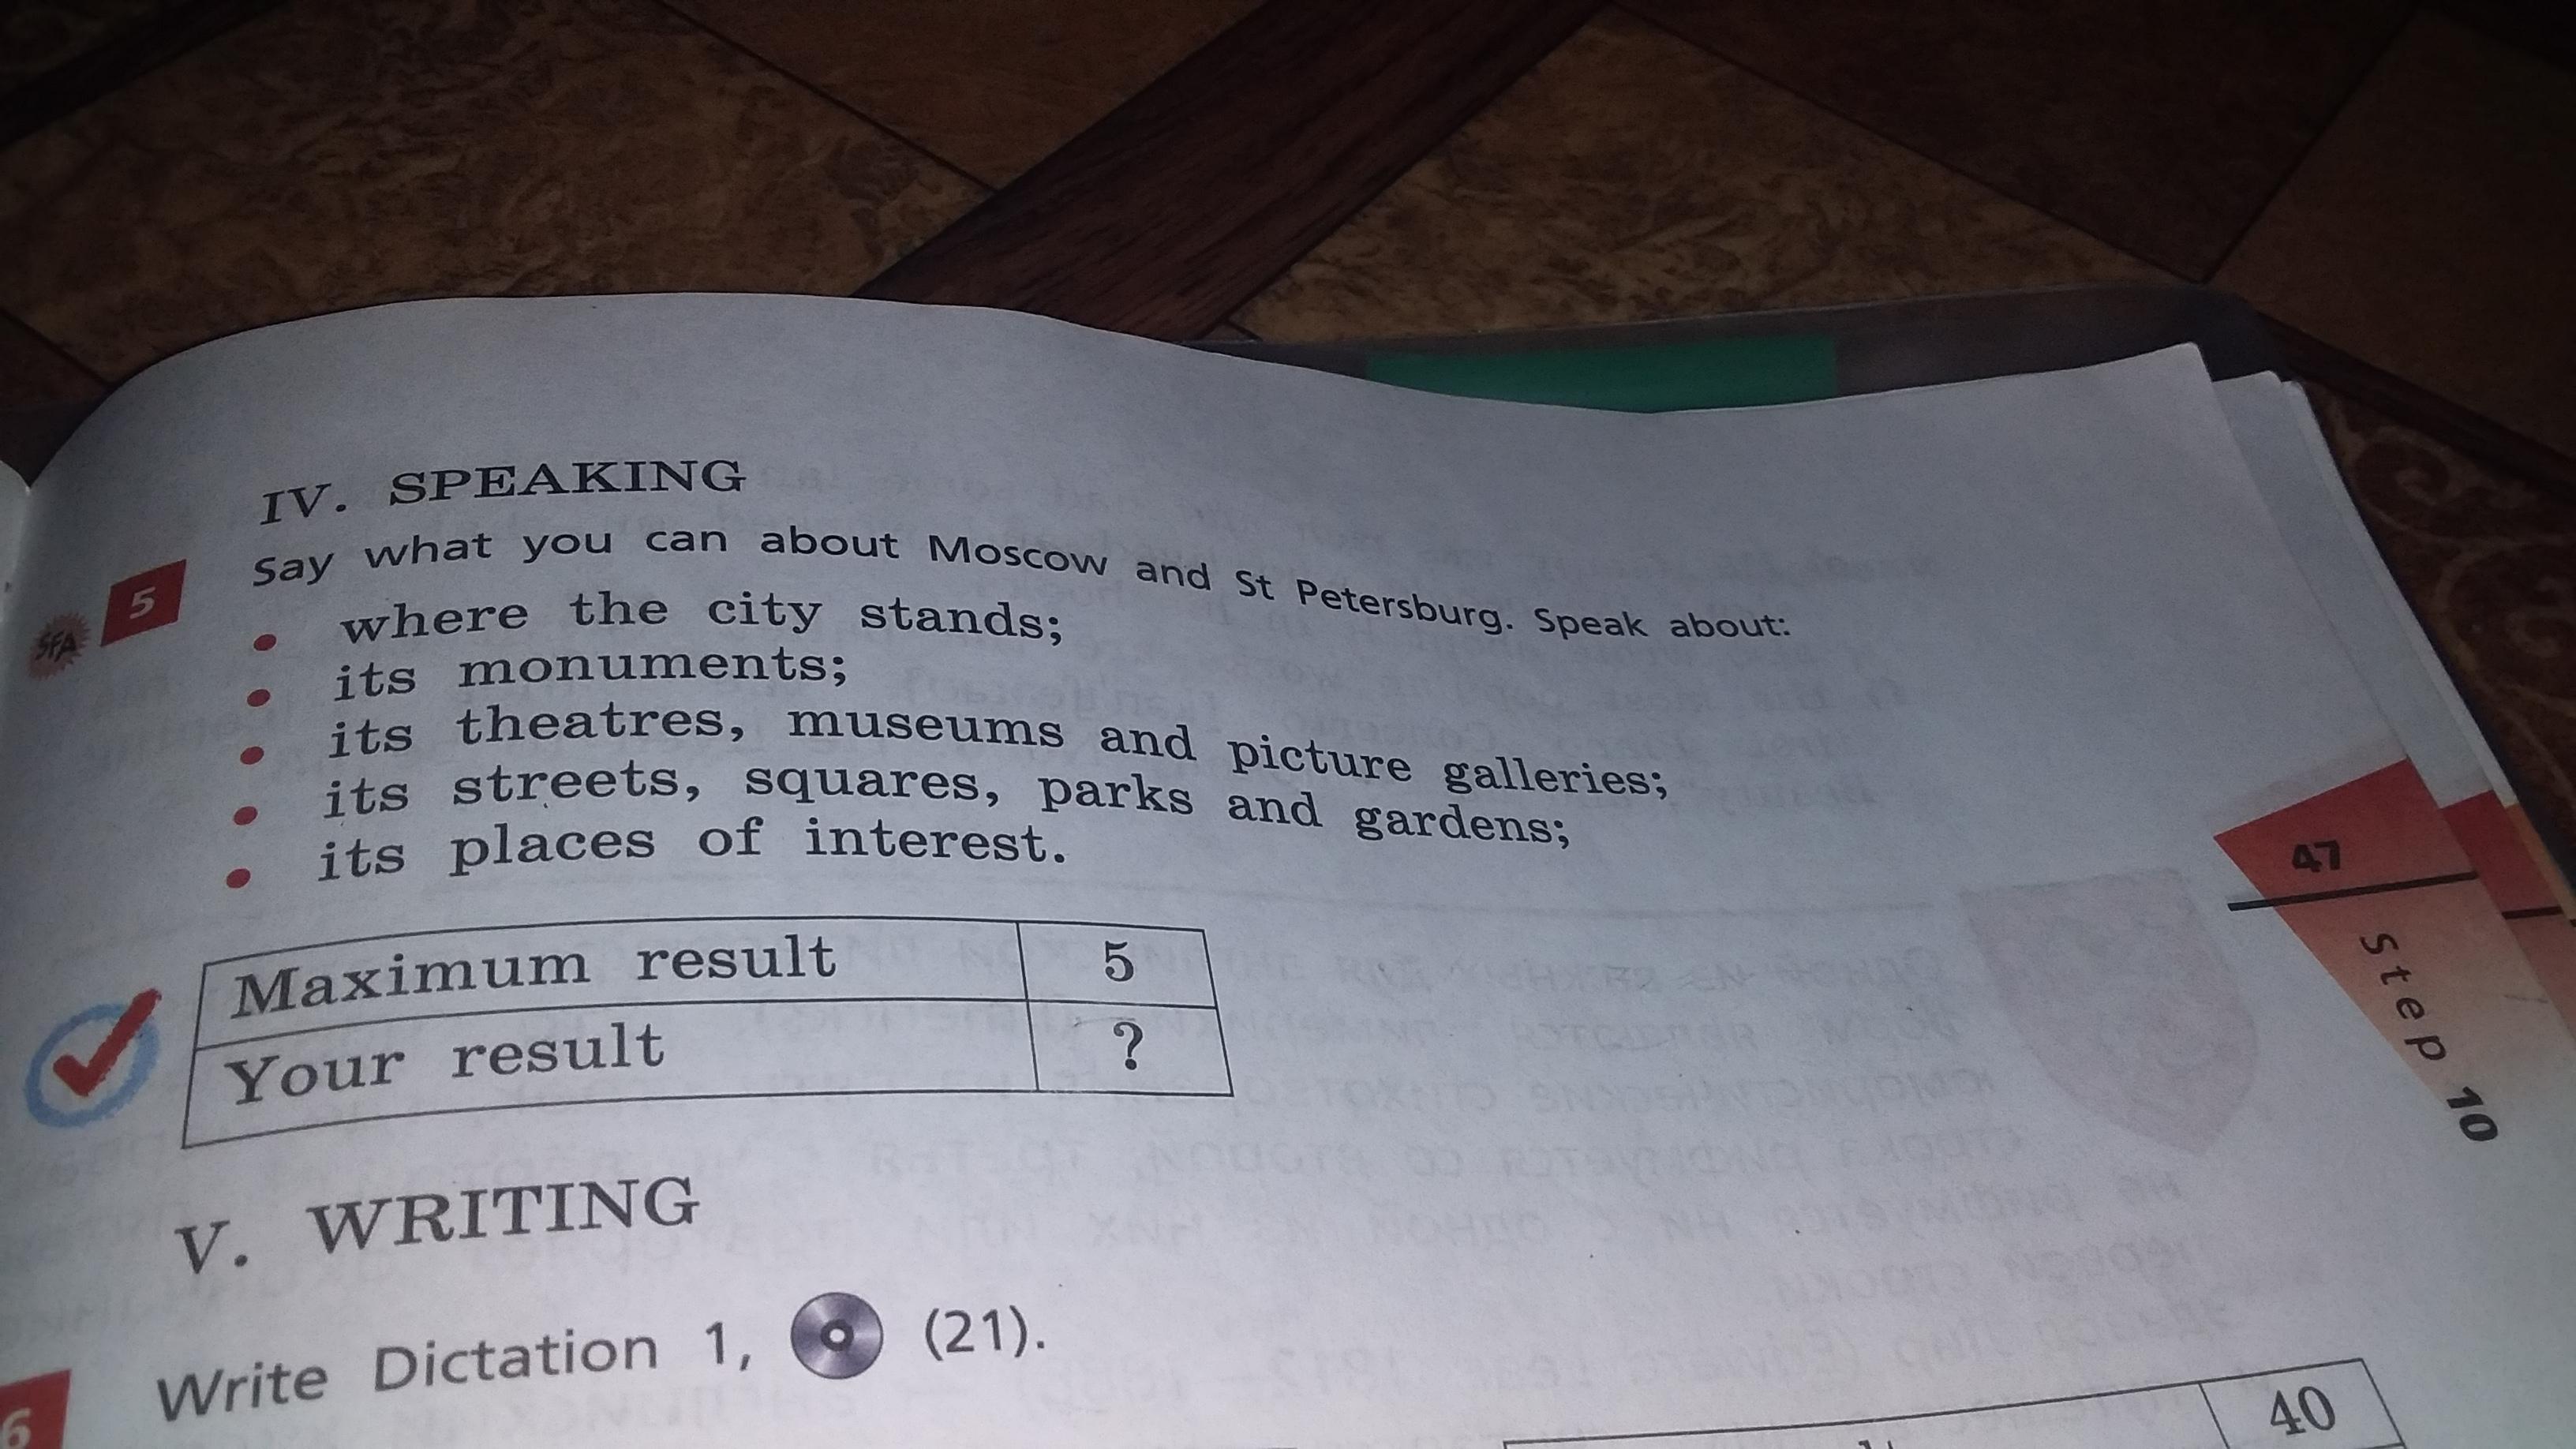 IV. SPEAKING
5
Say what you can about Moscow and St Petersburg. Speak about:
SFA
• where the city stands;
• its monuments;
• its theatres, museums and picture galleries;
• its streets, squares, parks and gardens;
• its places of interest.
47
Step 10
Maximum result 5
Your result ?
V. WRITING
6
Write Dictation 1, (21).
40